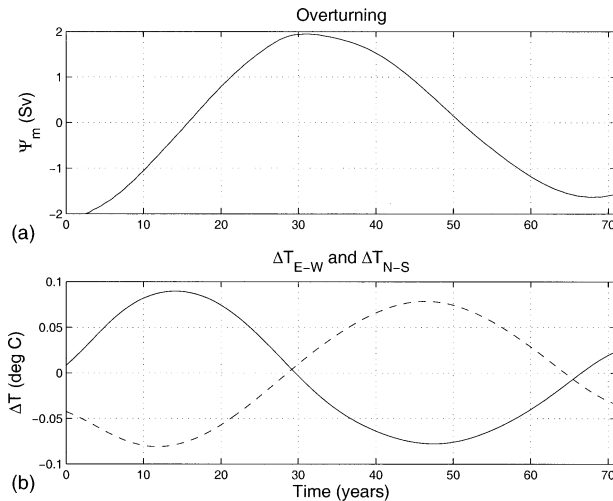 Overturning
2
1
0
-1
-2
Ψm (Sv)
0 10 20 30 40 50 60 70
(a)
ΔTE−W and ΔTN−S
0.1
0.05
0
-0.05
-0.1
ΔT (deg C)
0 10 20 30 40 50 60 70
Time (years)
(b)